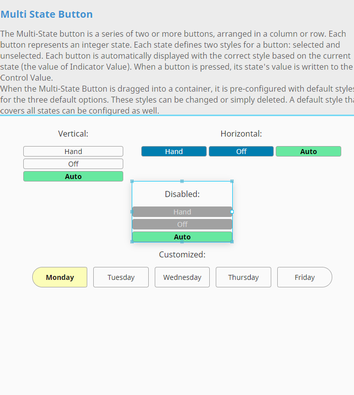 Multi State Button
The Multi-State button is a series of two or more buttons, arranged in a column or row. Each
button represents an integer state. Each state defines two styles for a button: selected and
unselected. Each button is automatically displayed with the correct style based on the current
state (the value of Indicator Value). When a button is pressed, its state's value is written to the
Control Value.
When the Multi-State Button is dragged into a container, it is pre-configured with default styles
for the three default options. These styles can be changed or simply deleted. A default style tha
covers all states can be configured as well.
Vertical: Horizontal:
Hand Hand Off Auto
Off
Auto
Disabled:
Hand
Off
Auto
Customized:
Monday Tuesday Wednesday Thursday Friday